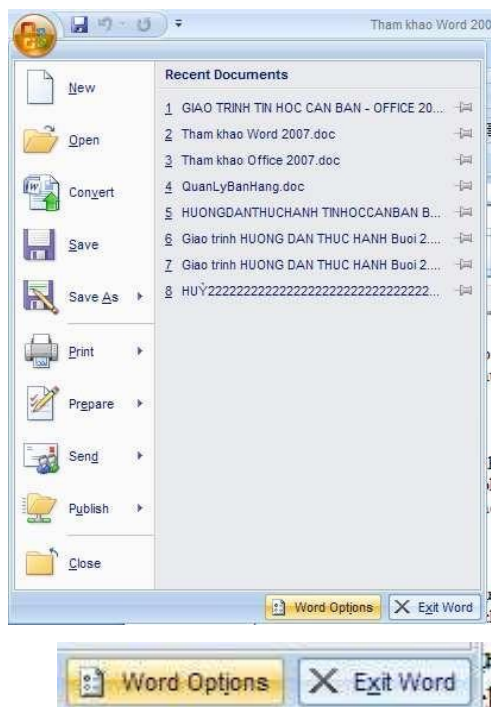 Tham khao Word 200
New
Open
Convert
Save
Save As
Print
Prepare
Send
Publish
Close
Recent Documents
1 GIAO TRINH TIN HOC CAN BAN - OFFICE 20...
2 Tham khao Word 2007.doc
3 Tham khao Office 2007.doc
4 QuanLyBanHang.doc
5 HUONGDANTHUCHANH TINHOCCANBAN B...
6 Giao trinh HUONG DAN THUC HANH Buoi 2....
7 Giao trinh HUONG DAN THUC HANH Buoi 2....
8 HUỲ2222222222222222222222222222222...
Word Options Exit Word
Word Options Exit Word